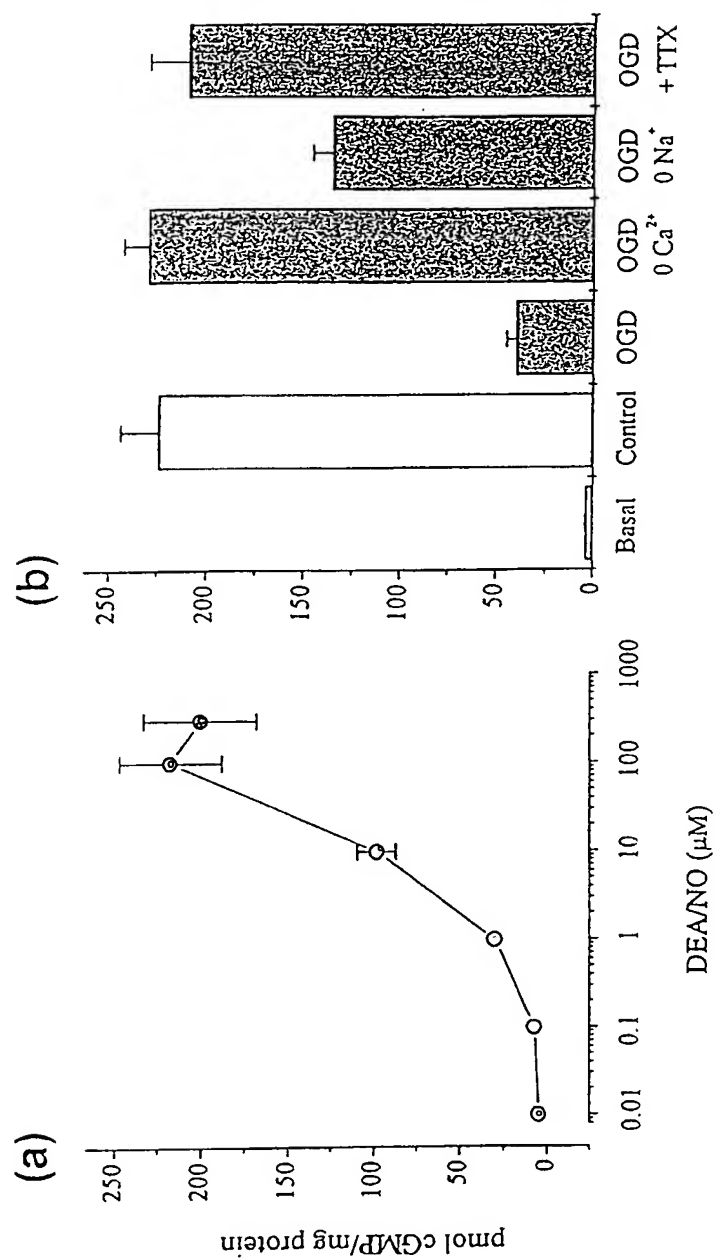 (a)
pmol cGMP/mg protein
250
200
150
100
50
0
0.01 0.1 1 10 100 1000
DEA/NO (µM)
(b)
250
200
150
100
50
0
Basal Control OGD OGD OGD OGD
0 Ca²⁺ 0 Na⁺ + TTX